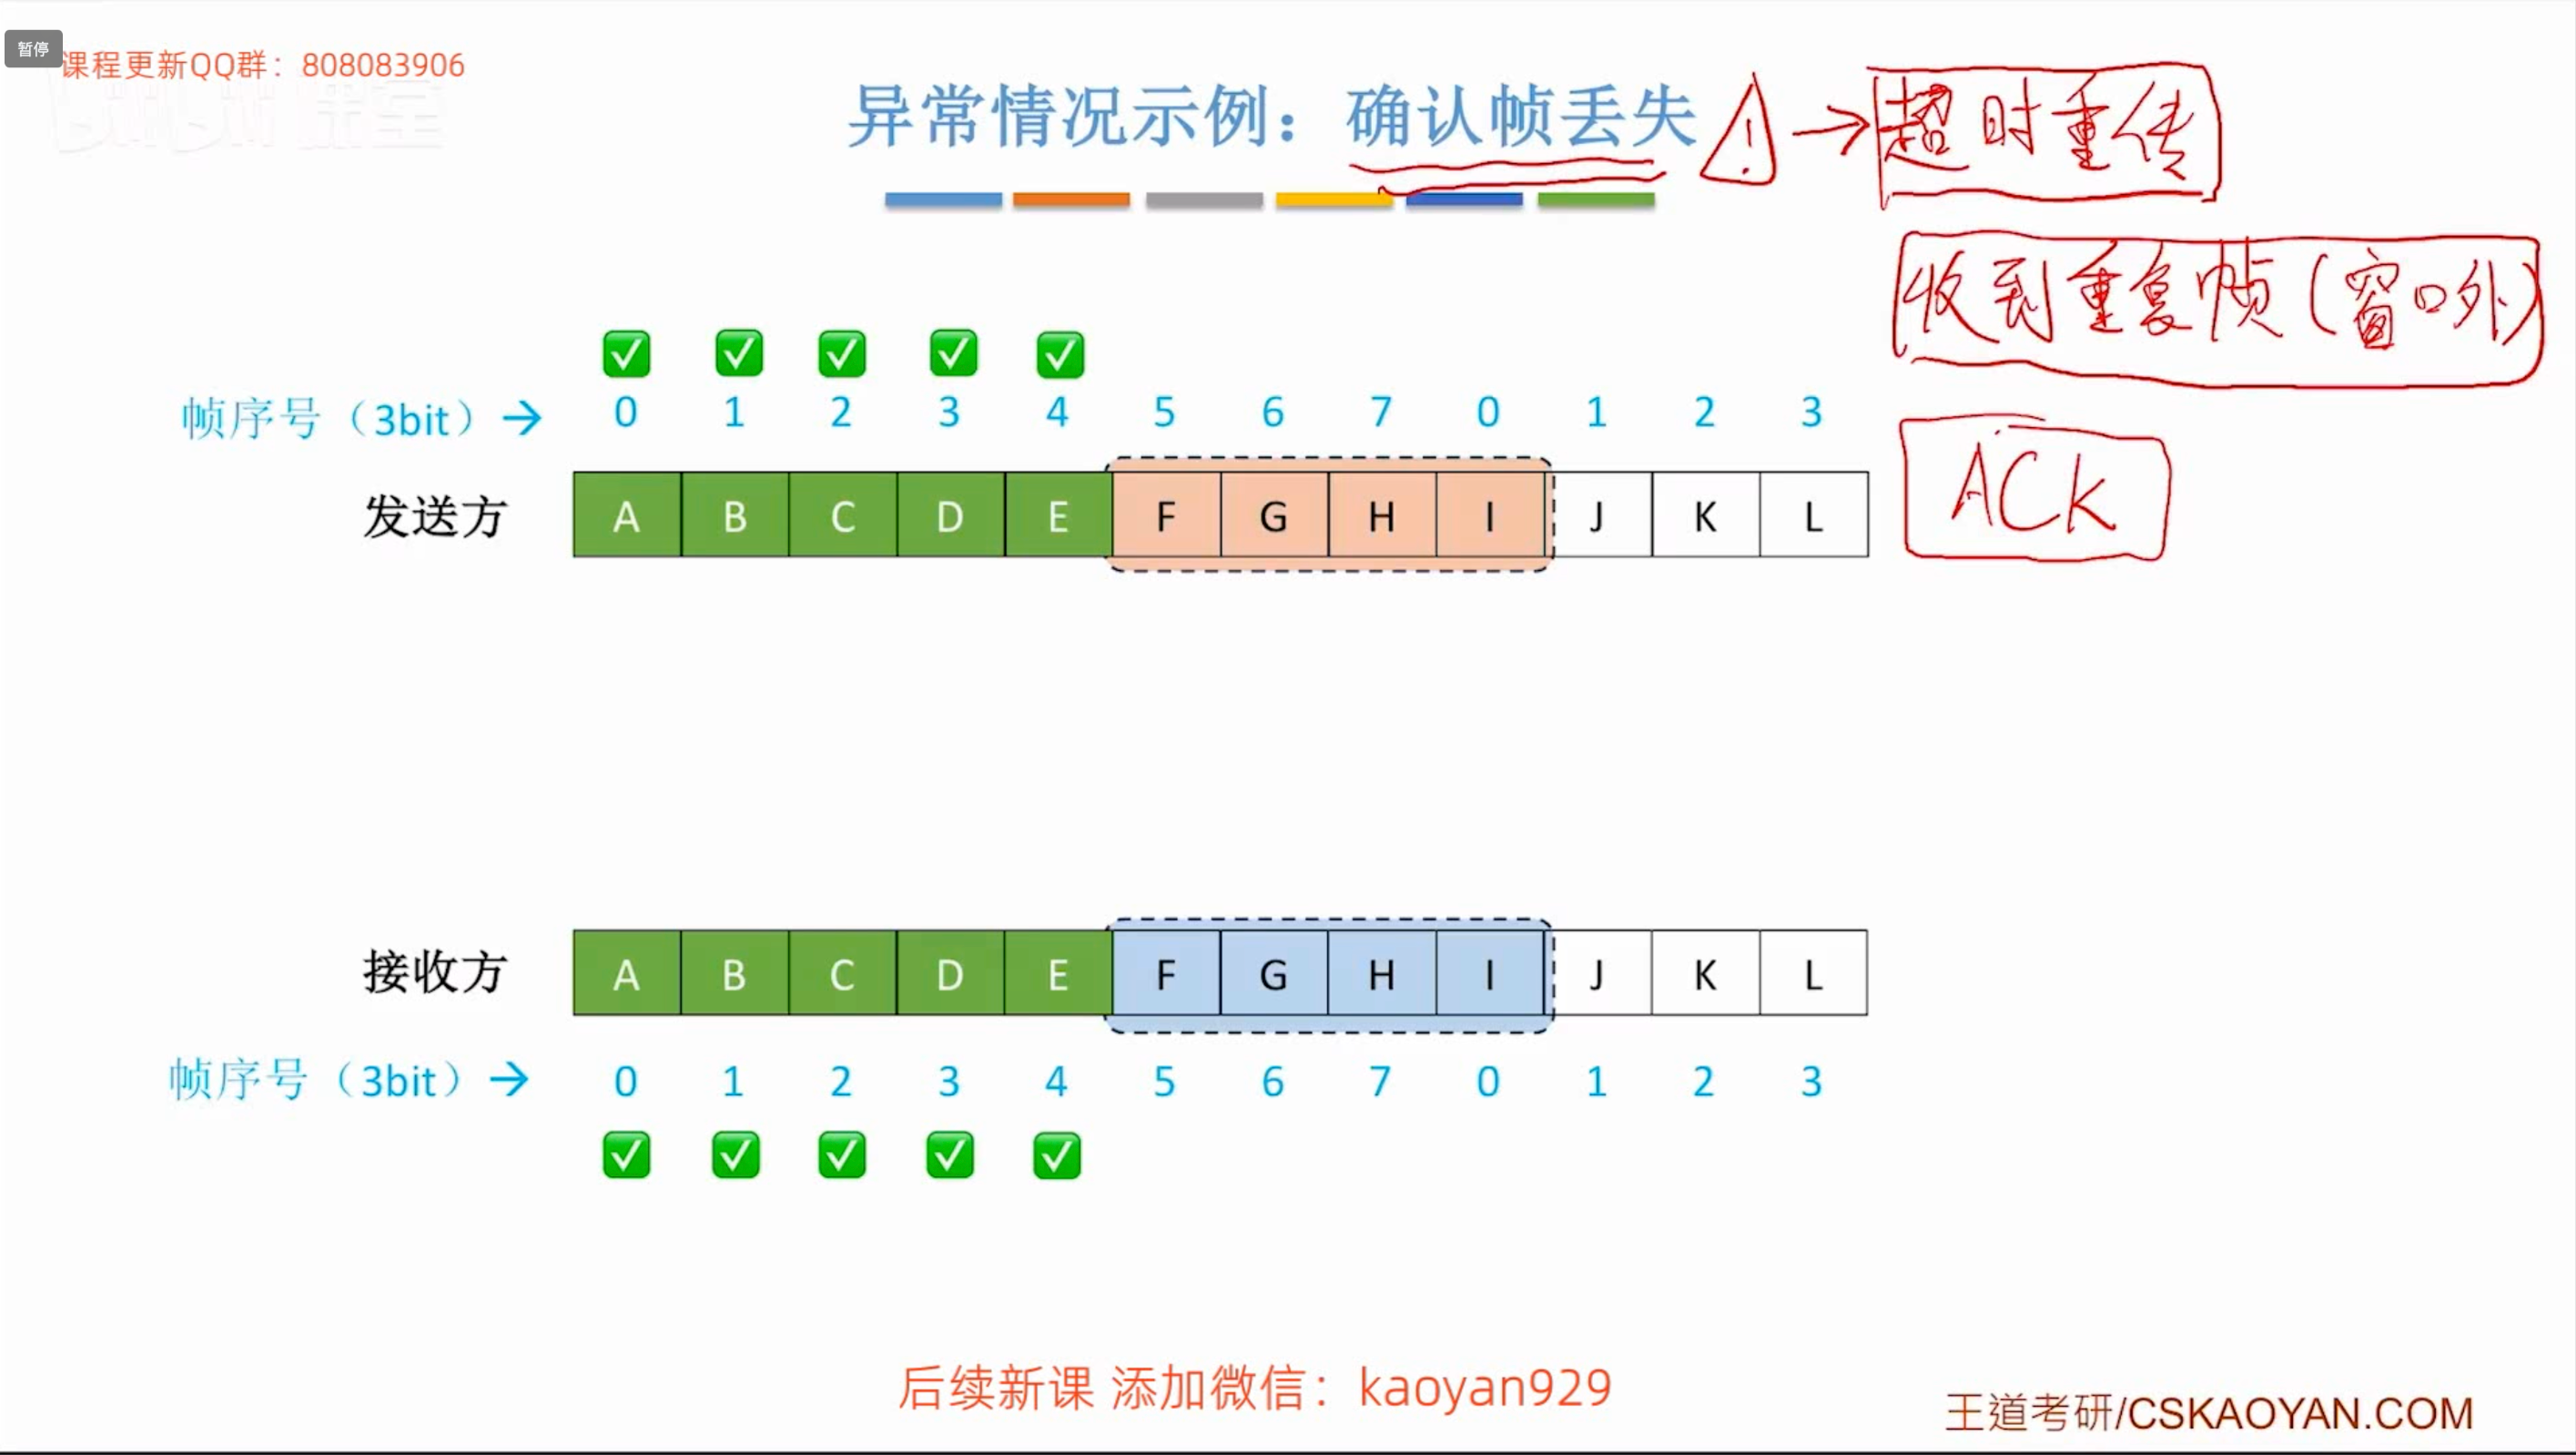 暂停
课程更新QQ群：808083906
bilibili 课堂
异常情况示例：确认帧丢失
! → 超时重传
收到重复帧（窗口外）
帧序号（3bit）→ 0 1 2 3 4 5 6 7 0 1 2 3
发送方 A B C D E F G H I J K L
ACK
接收方 A B C D E F G H I J K L
帧序号（3bit）→ 0 1 2 3 4 5 6 7 0 1 2 3
后续新课 添加微信：kaoyan929
王道考研/CSKAOYAN.COM